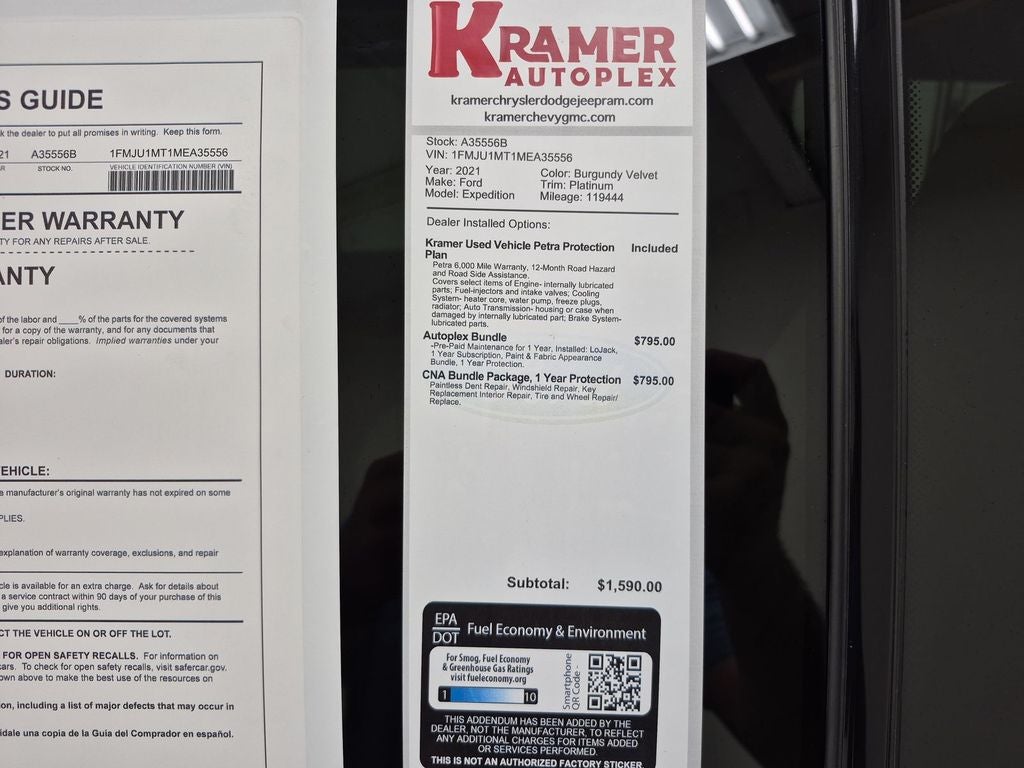 S GUIDE
k the dealer to put all promises in writing. Keep this form.
21 A35556B 1FMJU1MT1MEA35556
AR STOCK NO. VEHICLE IDENTIFICATION NUMBER (VIN)
ER WARRANTY
TY FOR ANY REPAIRS AFTER SALE.
ANTY
of the labor and ____% of the parts for the covered systems
for a copy of the warranty, and for any documents that
aler's repair obligations. Implied warranties under your
DURATION:
EHICLE:
e manufacturer's original warranty has not expired on some
PLIES.
explanation of warranty coverage, exclusions, and repair
cle is available for an extra charge. Ask for details about
a service contract within 90 days of your purchase of this
give you additional rights.
CT THE VEHICLE ON OR OFF THE LOT.
FOR OPEN SAFETY RECALLS. For information on
cars. To check for open safety recalls, visit safercar.gov.
own above to make the best use of the resources on
on, including a list of major defects that may occur in
ídale una copia de la Guía del Comprador en español.
KRAMER
AUTOPLEX
kramerchryslerdodgejeepram.com
kramerchevygmc.com
Stock: A35556B
VIN: 1FMJU1MT1MEA35556
Year: 2021 Color: Burgundy Velvet
Make: Ford Trim: Platinum
Model: Expedition Mileage: 119444
Dealer Installed Options:
Kramer Used Vehicle Petra Protection Included
Plan
Petra 6,000 Mile Warranty, 12-Month Road Hazard
and Road Side Assistance.
Covers select items of Engine- internally lubricated
parts; Fuel-injectors and intake valves; Cooling
System- heater core, water pump, freeze plugs,
radiator; Auto Transmission- housing or case when
damaged by internally lubricated part; Brake System-
lubricated parts.
Autoplex Bundle $795.00
-Pre-Paid Maintenance for 1 Year, Installed: LoJack,
1 Year Subscription, Paint & Fabric Appearance
Bundle, 1 Year Protection.
CNA Bundle Package, 1 Year Protection $795.00
Paintless Dent Repair, Windshield Repair, Key
Replacement Interior Repair, Tire and Wheel Repair/
Replace.
Subtotal: $1,590.00
EPA
DOT Fuel Economy & Environment
For Smog, Fuel Economy
& Greenhouse Gas Ratings
visit fueleconomy.org
1 10
Smartphone
QR Code -
THIS ADDENDUM HAS BEEN ADDED BY THE
DEALER, NOT THE MANUFACTURER, TO REFLECT
ANY ADDITIONAL CHARGES FOR ITEMS ADDED
OR SERVICES PERFORMED.
THIS IS NOT AN AUTHORIZED FACTORY STICKER.